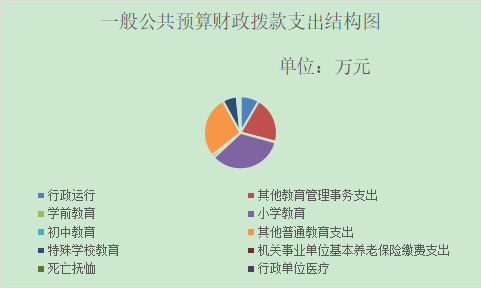 一般公共预算财政拨款支出结构图
单位：万元
行政运行 其他教育管理事务支出
学前教育 小学教育
初中教育 其他普通教育支出
特殊学校教育 机关事业单位基本养老保险缴费支出
死亡抚恤 行政单位医疗